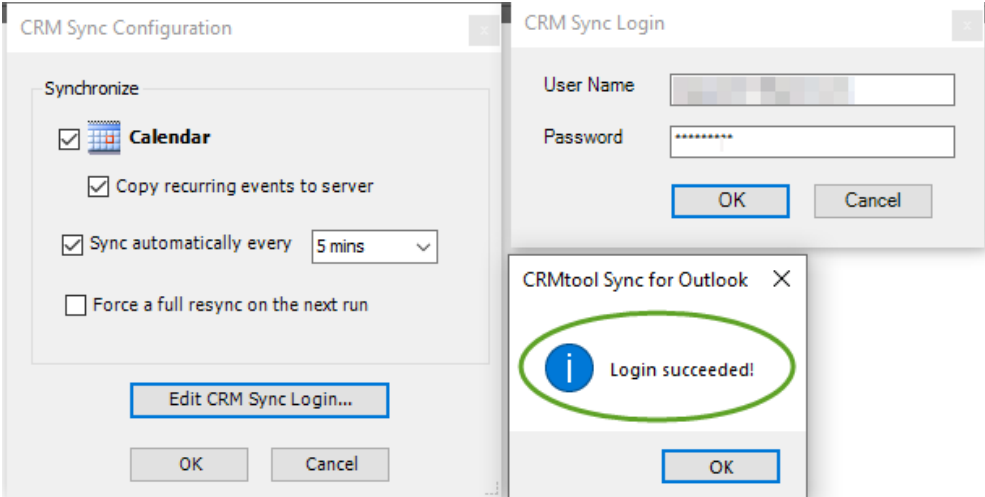 CRM Sync Configuration
Synchronize
Calendar
Copy recurring events to server
Sync automatically every 5 mins
Force a full resync on the next run
Edit CRM Sync Login...
OK Cancel
CRM Sync Login
User Name
Password *********
OK Cancel
CRMtool Sync for Outlook
Login succeeded!
OK